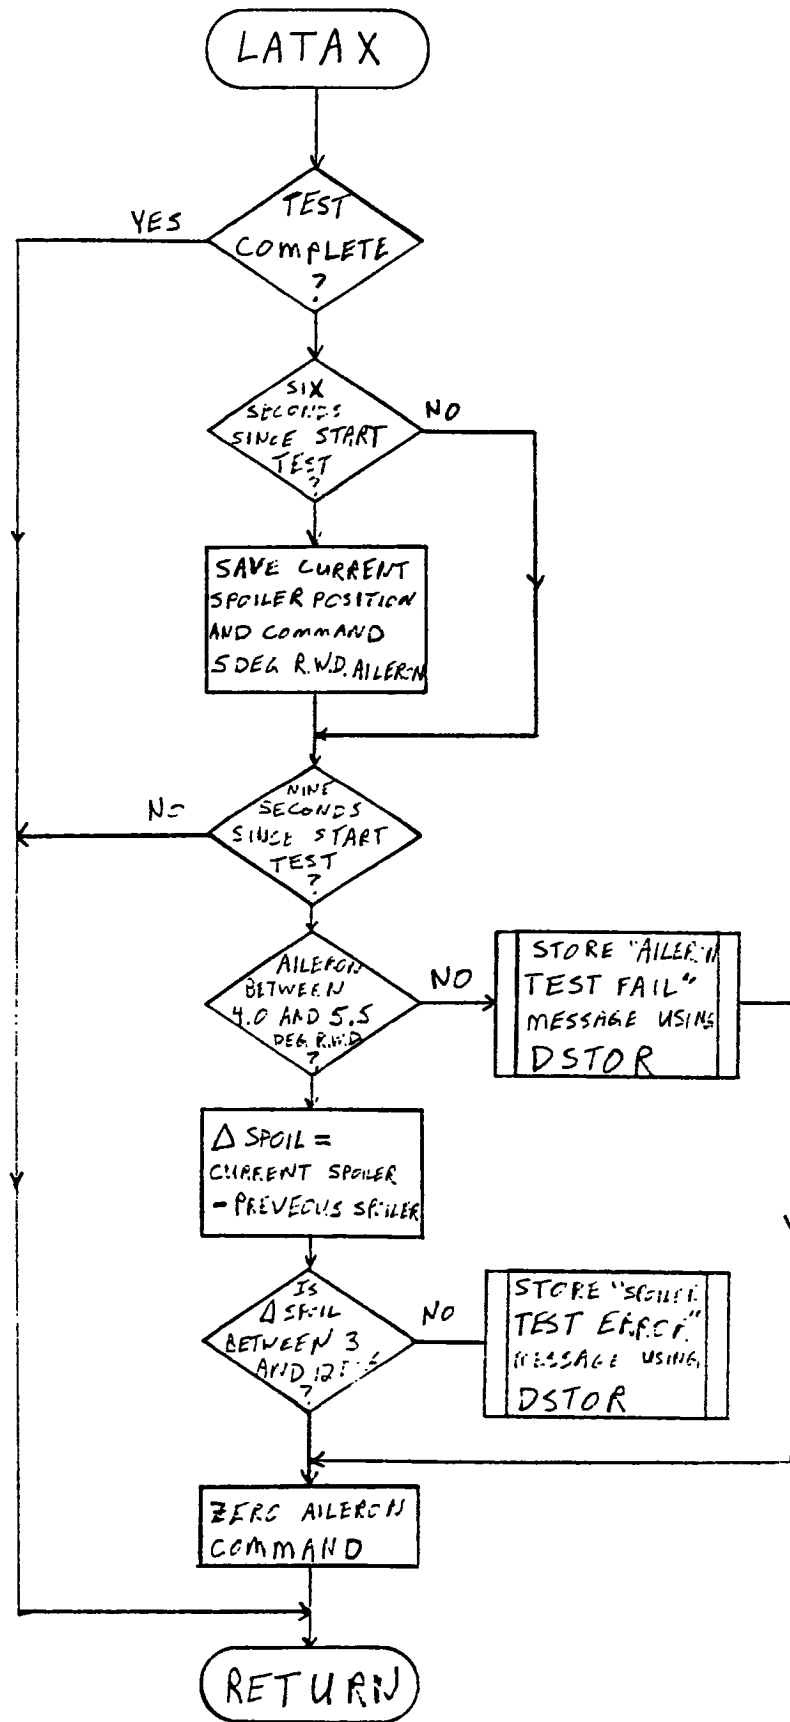 LATAX
YES
TEST
COMPLETE
?
SIX
SECONDS
SINCE START
TEST
?
NO
SAVE CURRENT
SPOILER POSITION
AND COMMAND
5 DEG R.W.D. AILERON
NO
NINE
SECONDS
SINCE START
TEST
?
AILERON
BETWEEN
4.0 AND 5.5
DEG R.W.D
?
NO
STORE "AILERON
TEST FAIL"
MESSAGE USING
DSTOR
Δ SPOIL =
CURRENT SPOILER
- PREVEOUS SPOILER
IS
Δ SPOIL
BETWEEN 3
AND 12
?
NO
STORE "SPOILER
TEST ERROR"
MESSAGE USING
DSTOR
ZERO AILERON
COMMAND
RETURN